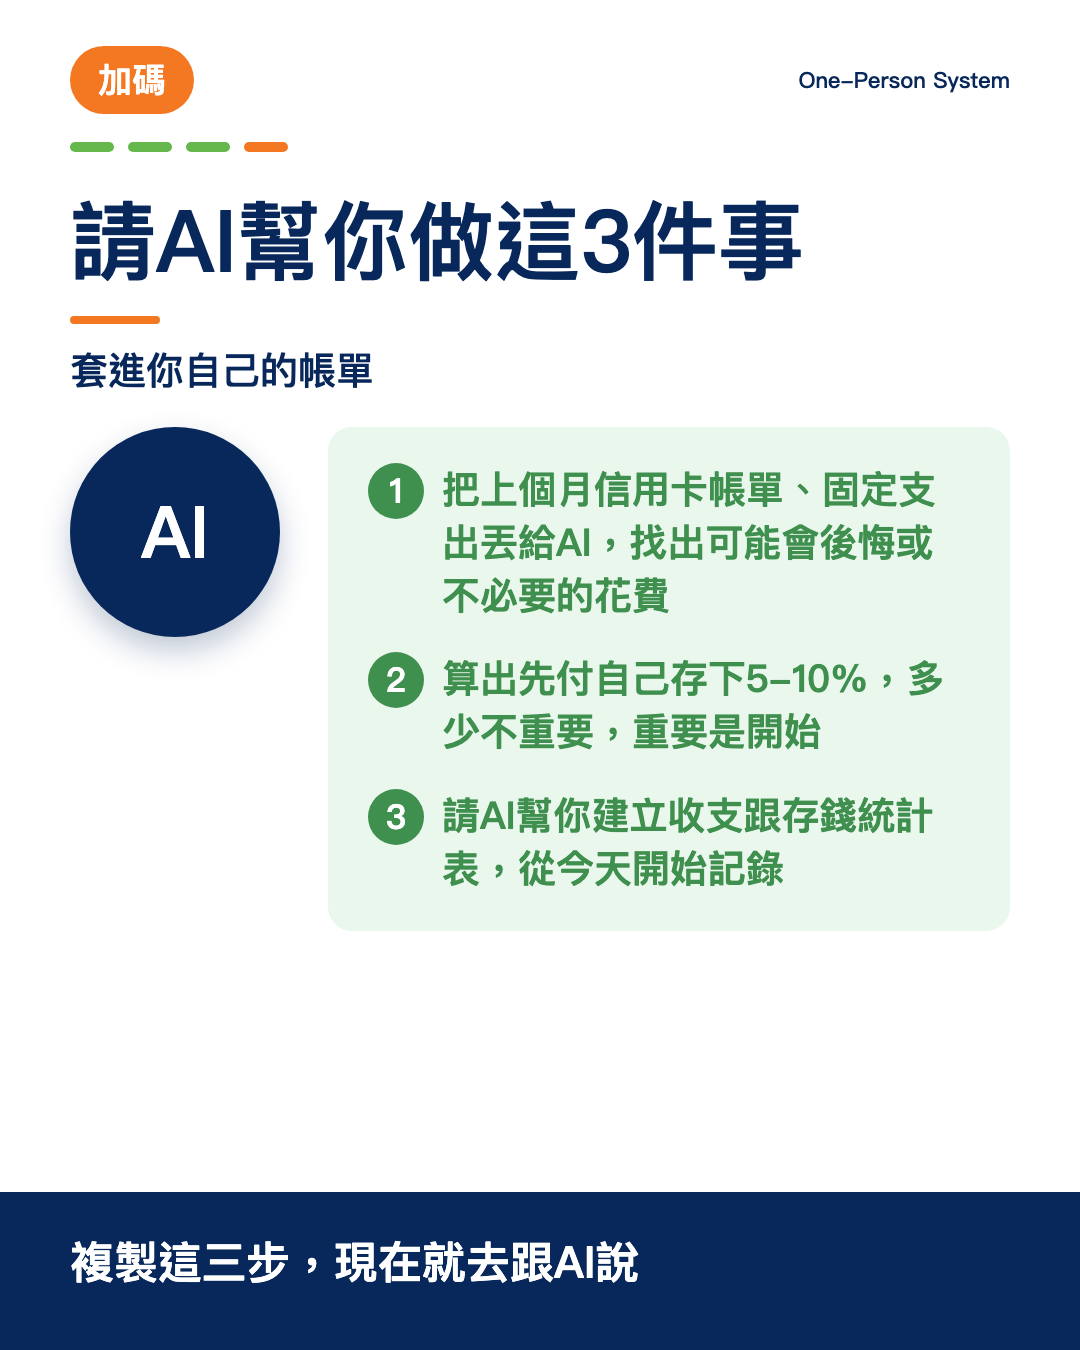 加碼
One–Person System
請AI幫你做這3件事
套進你自己的帳單
AI
1 把上個月信用卡帳單、固定支
出丟給AI，找出可能會後悔或
不必要的花費
2 算出先付自己存下5–10%，多
少不重要，重要是開始
3 請AI幫你建立收支跟存錢統計
表，從今天開始記錄
複製這三步，現在就去跟AI說